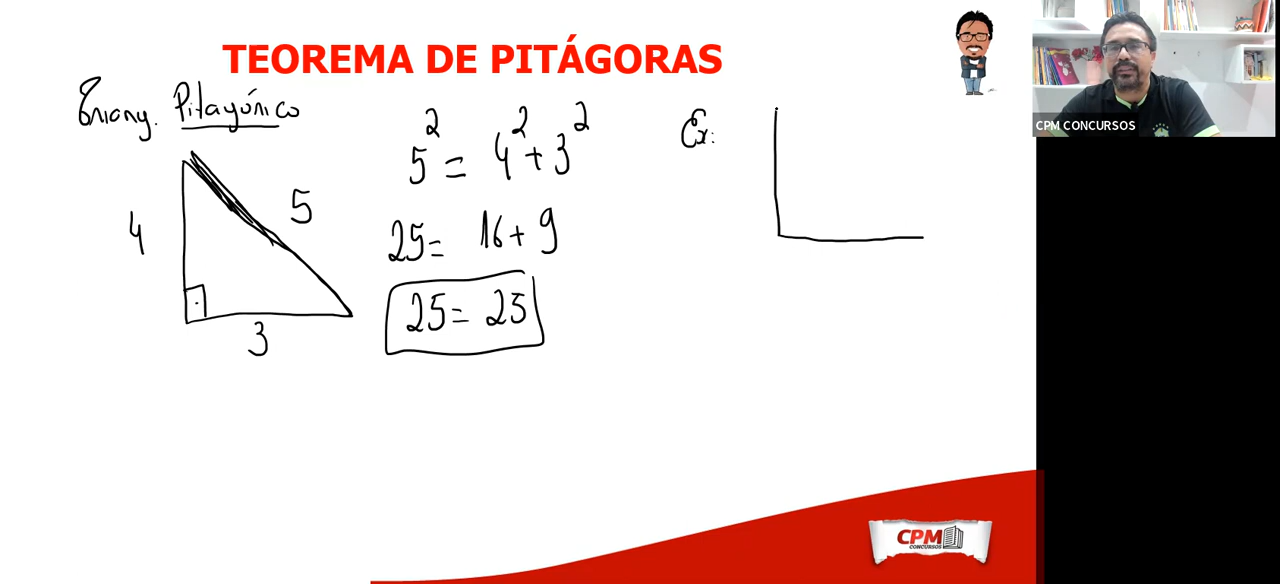 TEOREMA DE PITÁGORAS
Triang. Pitagórico
4
5
3
5² = 4² + 3²
25 = 16 + 9
25 = 25
Ex:
CPM CONCURSOS
CPM
CONCURSOS